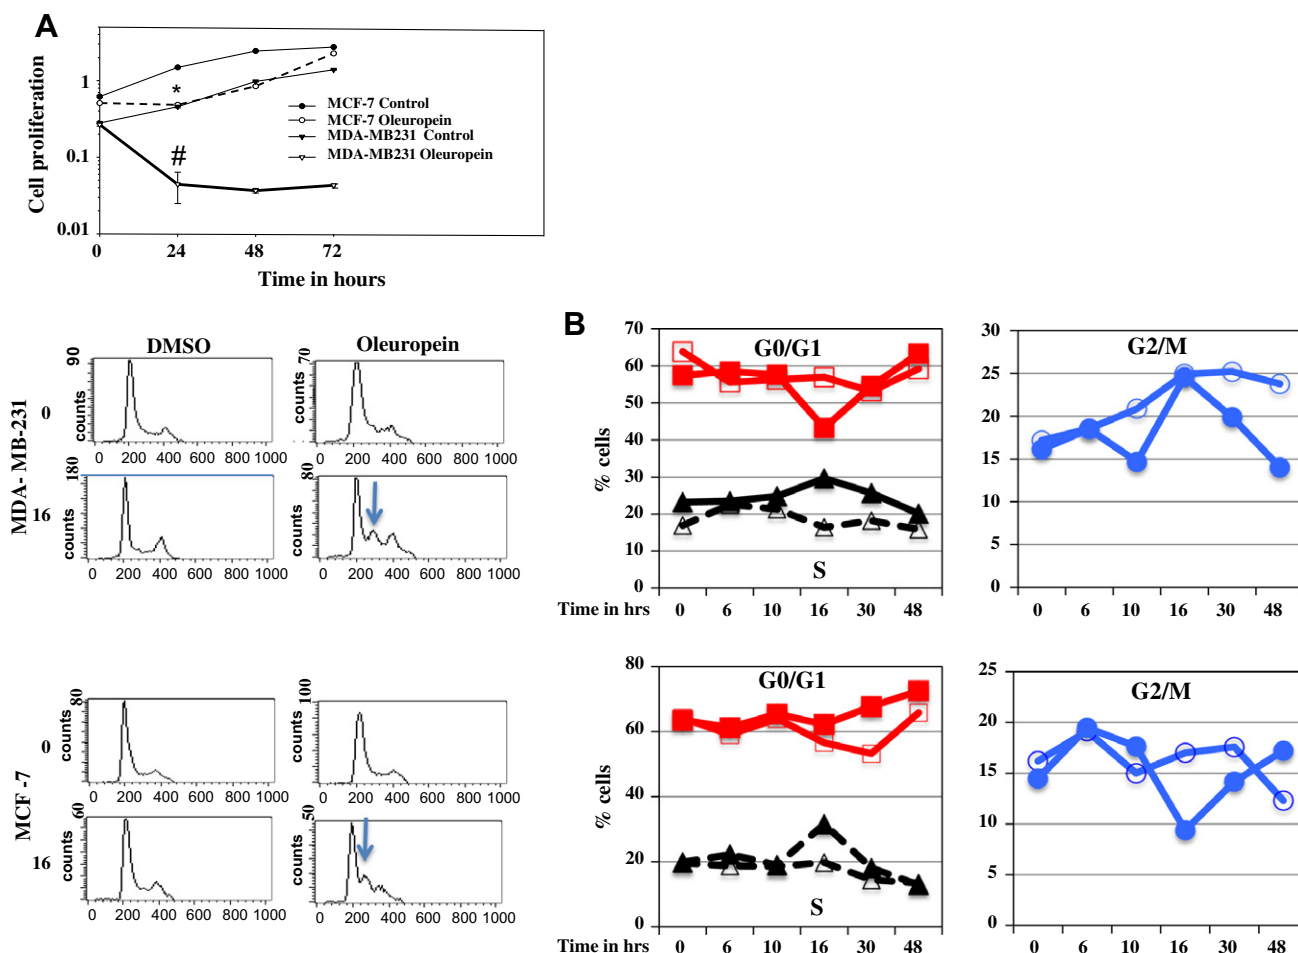 A
Cell proliferation
1
0.1
0.01
*
#
MCF-7 Control
MCF-7 Oleuropein
MDA-MB231 Control
MDA-MB231 Oleuropein
0 24 48 72
Time in hours
DMSO Oleuropein
MDA- MB-231
0
90
counts
0 200 400 600 800 1000
70
counts
0 200 400 600 800 1000
16
180
counts
0 200 400 600 800 1000
80
counts
0 200 400 600 800 1000
MCF -7
0
80
counts
0 200 400 600 800 1000
100
counts
0 200 400 600 800 1000
16
60
counts
0 200 400 600 800 1000
50
counts
0 200 400 600 800 1000
B
% cells
70
60
50
40
30
20
10
0
G0/G1
S
Time in hrs 0 6 10 16 30 48
30
25
20
15
10
5
0
G2/M
0 6 10 16 30 48
% cells
80
60
40
20
0
G0/G1
S
Time in hrs 0 6 10 16 30 48
25
20
15
10
5
0
G2/M
0 6 10 16 30 48